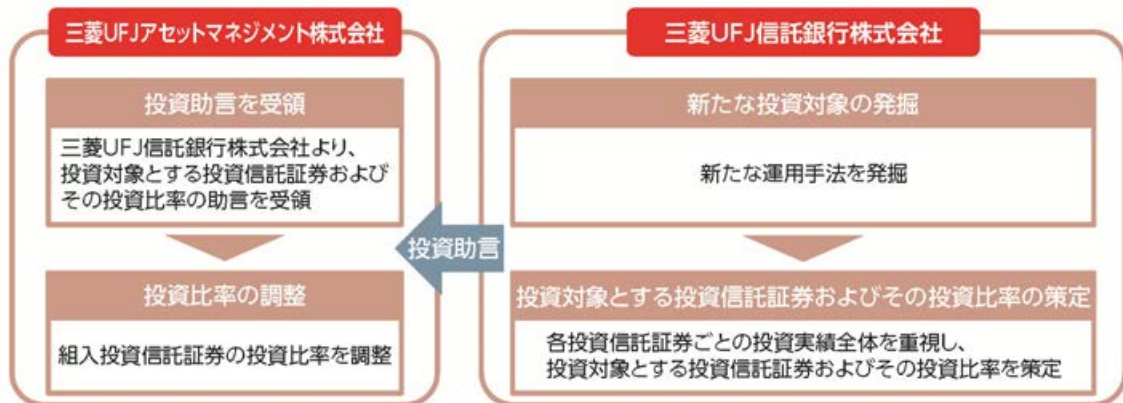 三菱UFJアセットマネジメント株式会社
投資助言を受領
三菱UFJ信託銀行株式会社より、
投資対象とする投資信託証券および
その投資比率の助言を受領
投資比率の調整
組入投資信託証券の投資比率を調整
投資助言
三菱UFJ信託銀行株式会社
新たな投資対象の発掘
新たな運用手法を発掘
投資対象とする投資信託証券およびその投資比率の策定
各投資信託証券ごとの投資実績全体を重視し、
投資対象とする投資信託証券およびその投資比率を策定